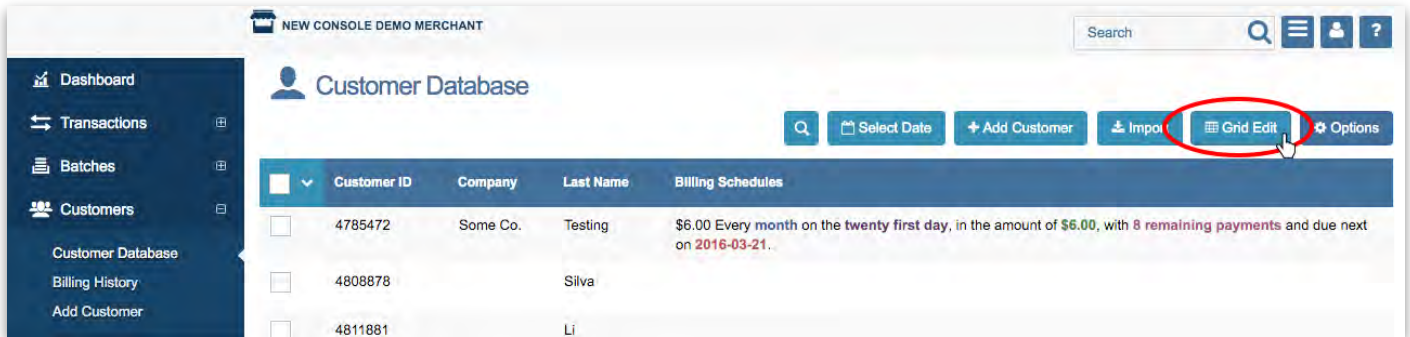 NEW CONSOLE DEMO MERCHANT
Search
?
Dashboard
Customer Database
Transactions
Select Date + Add Customer Import Grid Edit Options
Batches
Customer ID Company Last Name Billing Schedules
Customers
4785472 Some Co. Testing $6.00 Every month on the twenty first day, in the amount of $6.00, with 8 remaining payments and due next
on 2016-03-21.
Customer Database
Billing History
4808878 Silva
Add Customer
4811881 Li